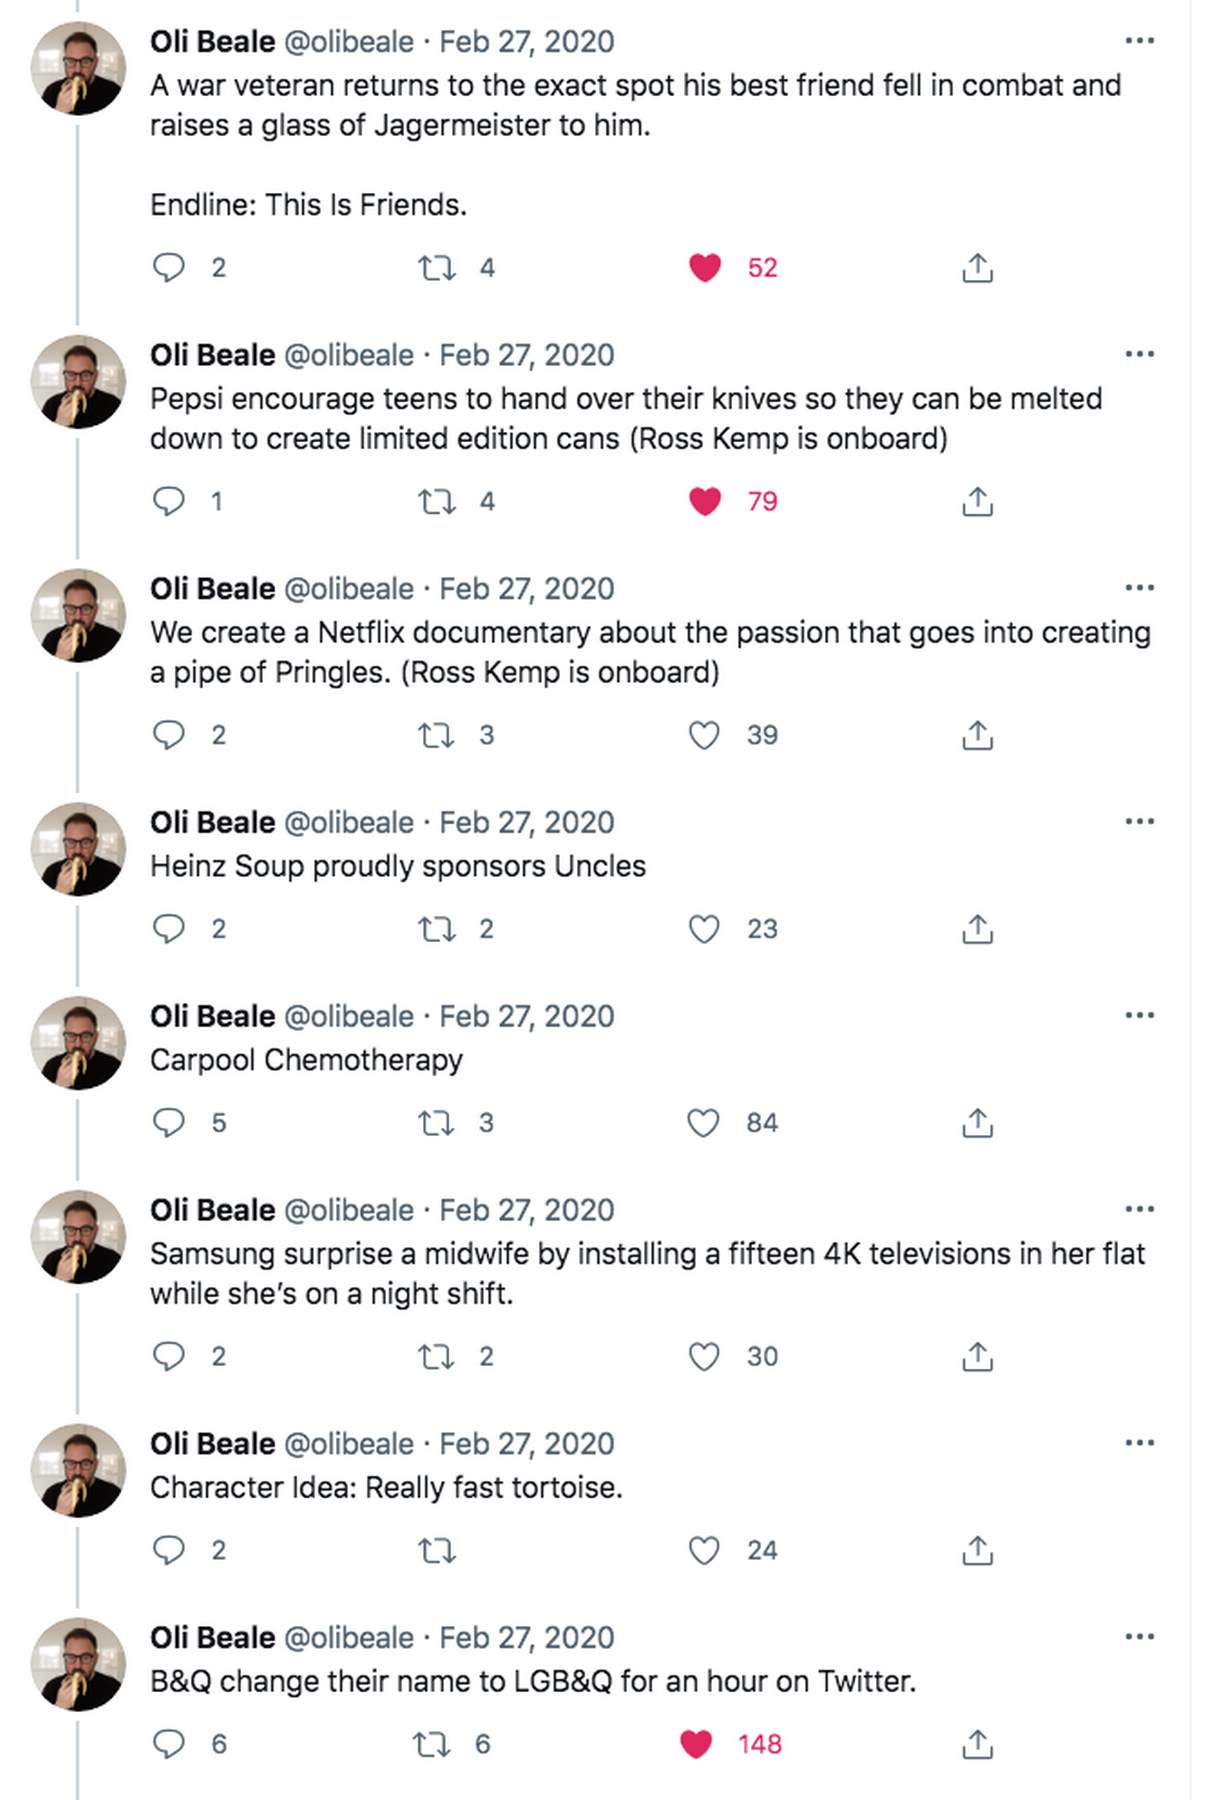 Oli Beale @olibeale · Feb 27, 2020
A war veteran returns to the exact spot his best friend fell in combat and
raises a glass of Jagermeister to him.
Endline: This Is Friends.
2 4 52
Oli Beale @olibeale · Feb 27, 2020
Pepsi encourage teens to hand over their knives so they can be melted
down to create limited edition cans (Ross Kemp is onboard)
1 4 79
Oli Beale @olibeale · Feb 27, 2020
We create a Netflix documentary about the passion that goes into creating
a pipe of Pringles. (Ross Kemp is onboard)
2 3 39
Oli Beale @olibeale · Feb 27, 2020
Heinz Soup proudly sponsors Uncles
2 2 23
Oli Beale @olibeale · Feb 27, 2020
Carpool Chemotherapy
5 3 84
Oli Beale @olibeale · Feb 27, 2020
Samsung surprise a midwife by installing a fifteen 4K televisions in her flat
while she’s on a night shift.
2 2 30
Oli Beale @olibeale · Feb 27, 2020
Character Idea: Really fast tortoise.
2 24
Oli Beale @olibeale · Feb 27, 2020
B&Q change their name to LGB&Q for an hour on Twitter.
6 6 148